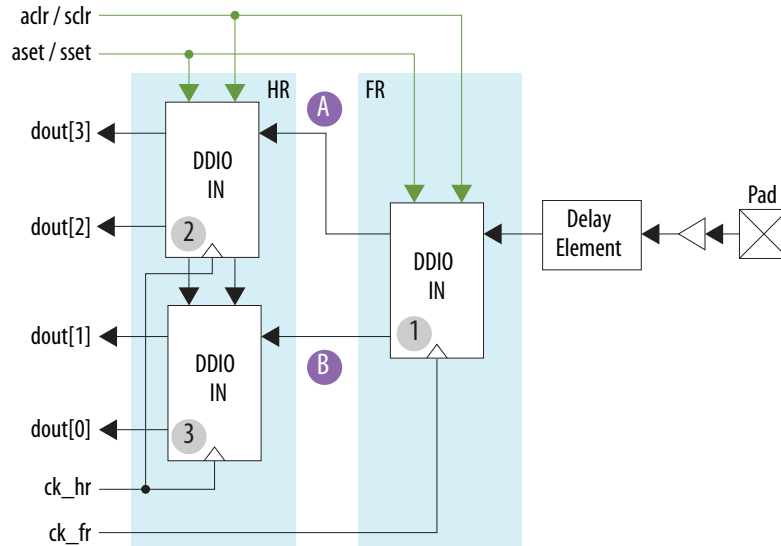 aclr / sclr
aset / sset
HR
FR
A
dout[3]
DDIO
IN
dout[2]
2
Pad
Delay
Element
DDIO
IN
1
dout[1]
DDIO
IN
B
dout[0]
3
ck_hr
ck_fr